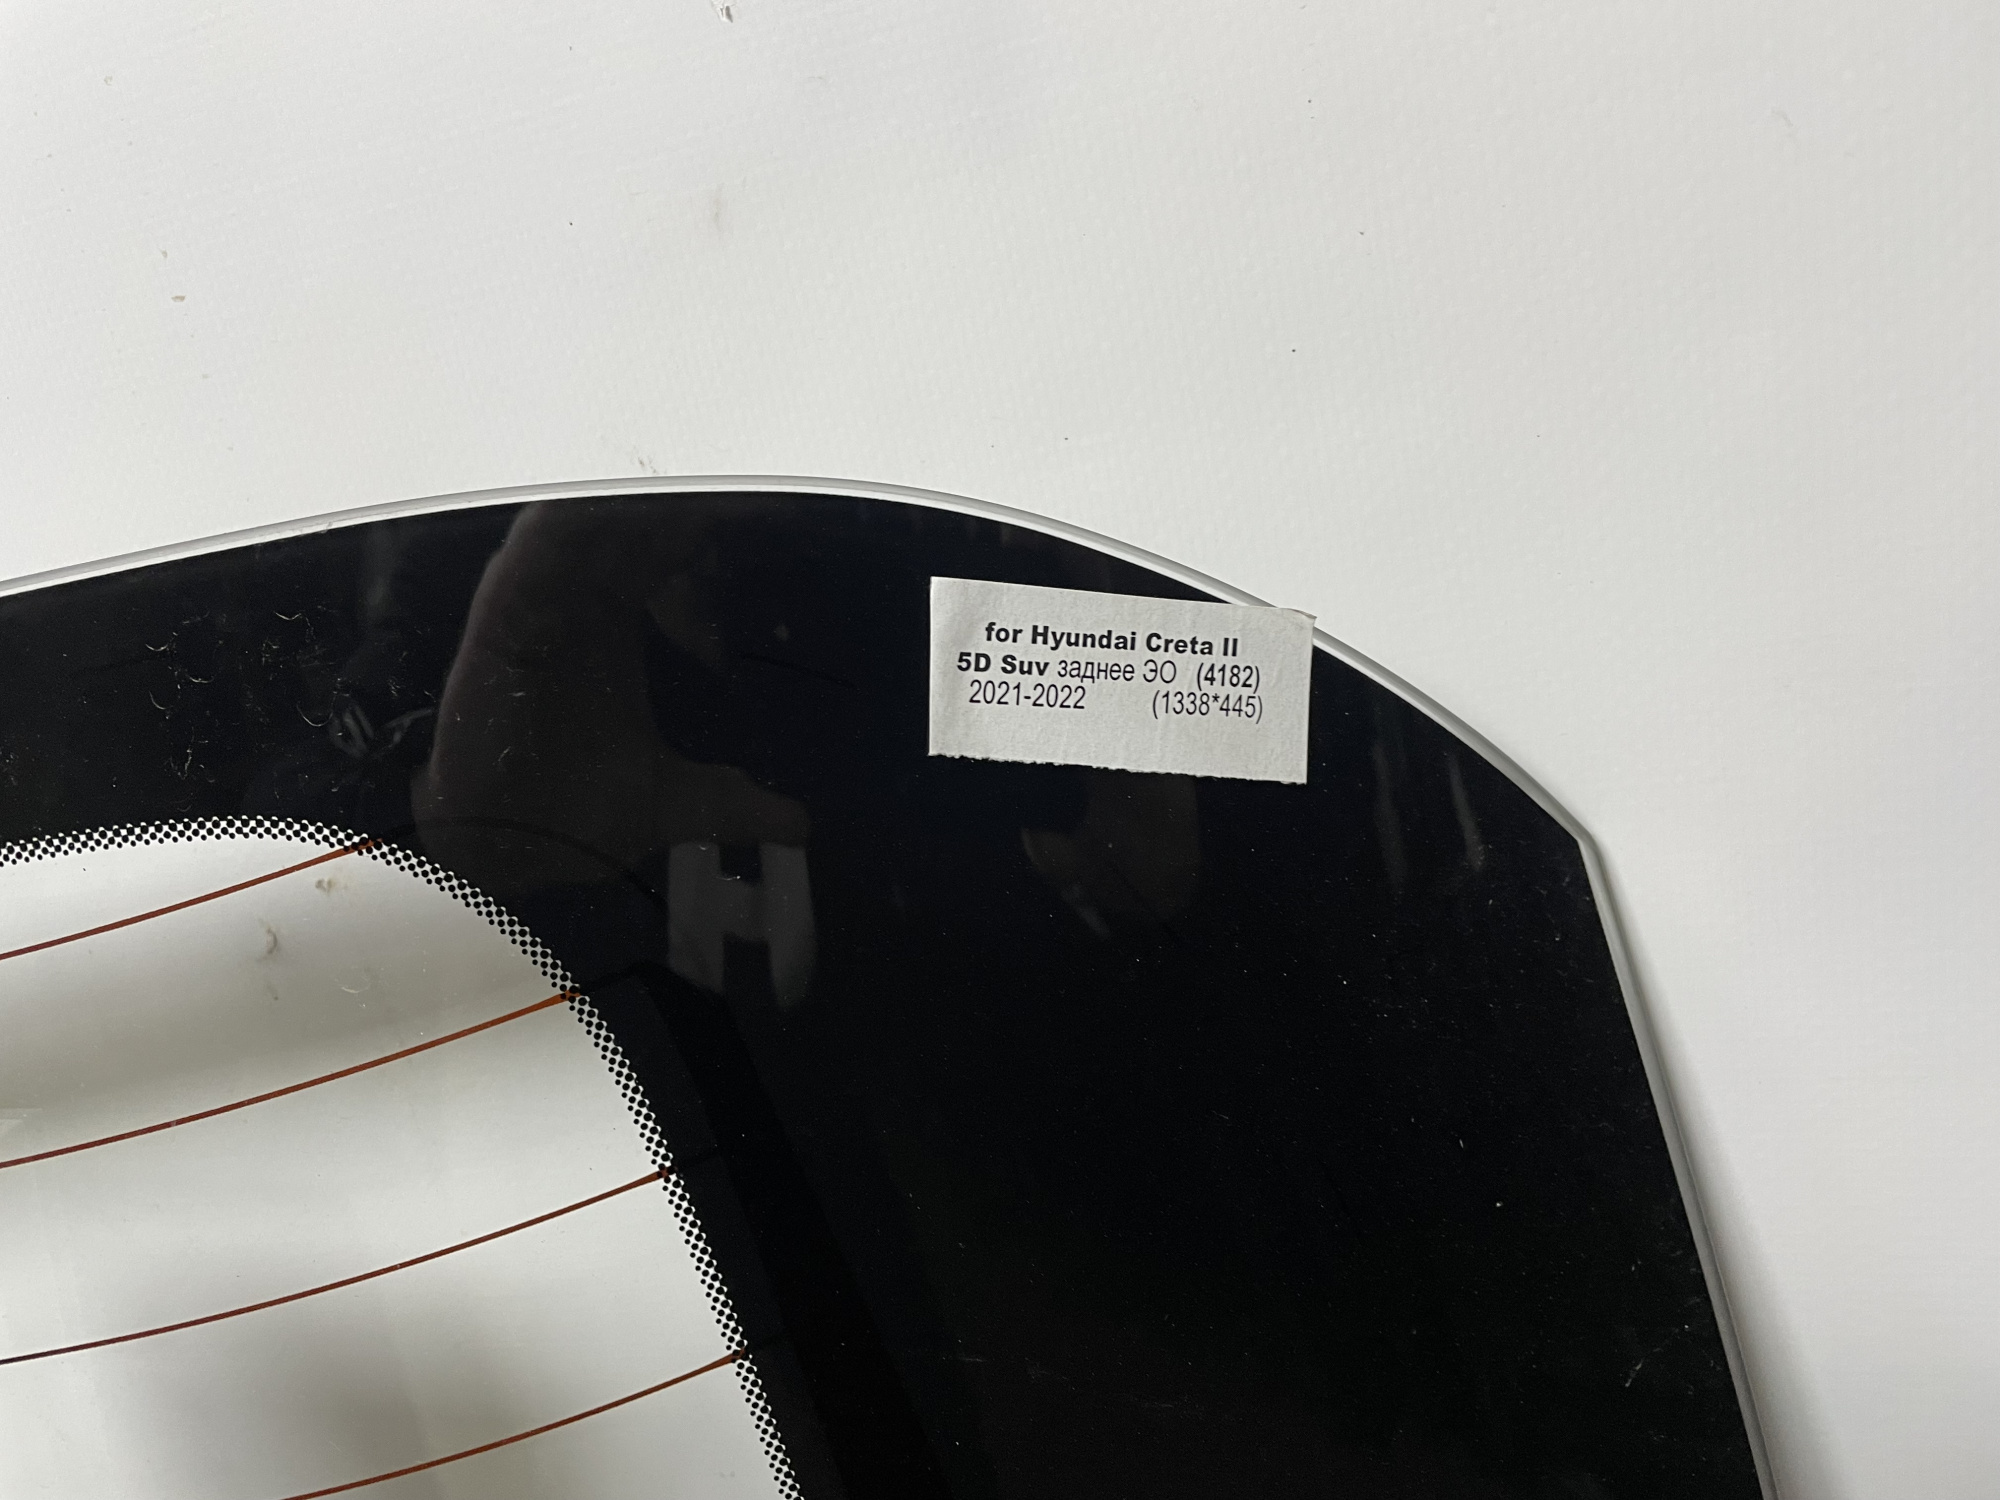 for Hyundai Creta II
5D Suv заднее ЭО (4182)
2021-2022 (1338*445)